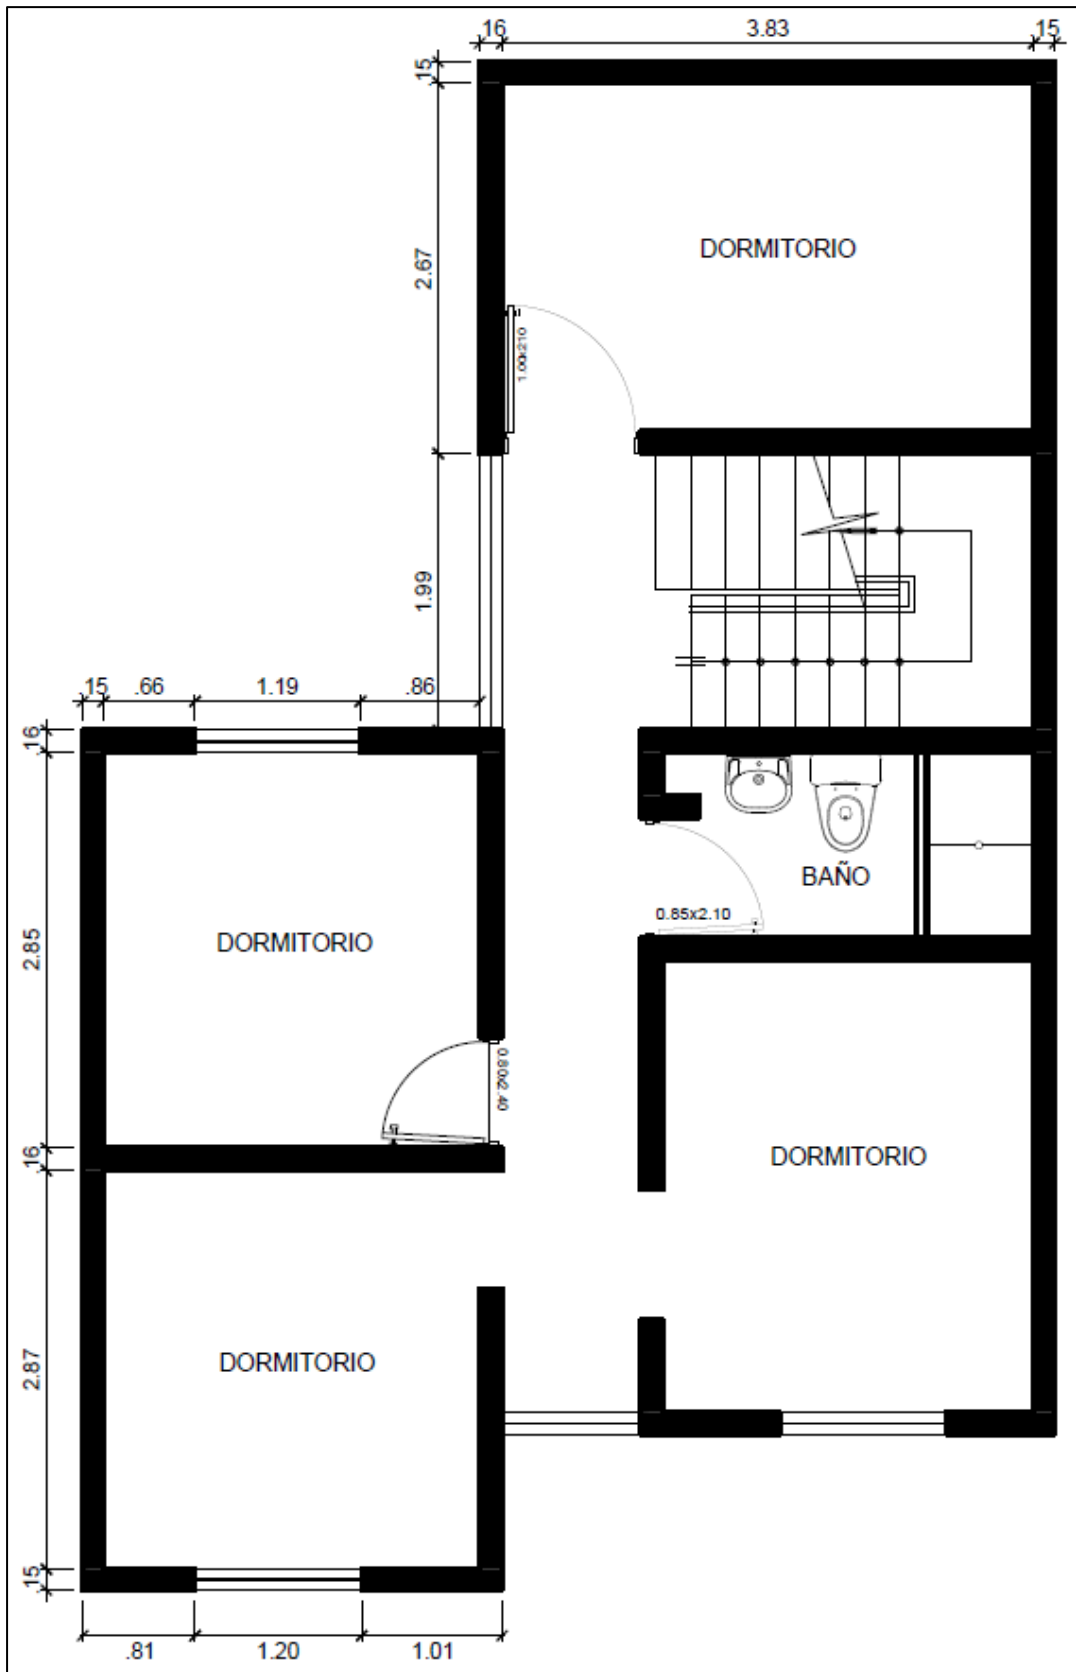 16 3.83 15
.15
DORMITORIO
2.67
1.00x210
1.99
.15 .66 1.19 .86
.16
BAÑO
0.85x2.10
DORMITORIO
2.85
0.80x2.40
.16
DORMITORIO
DORMITORIO
2.87
.15
.81 1.20 1.01